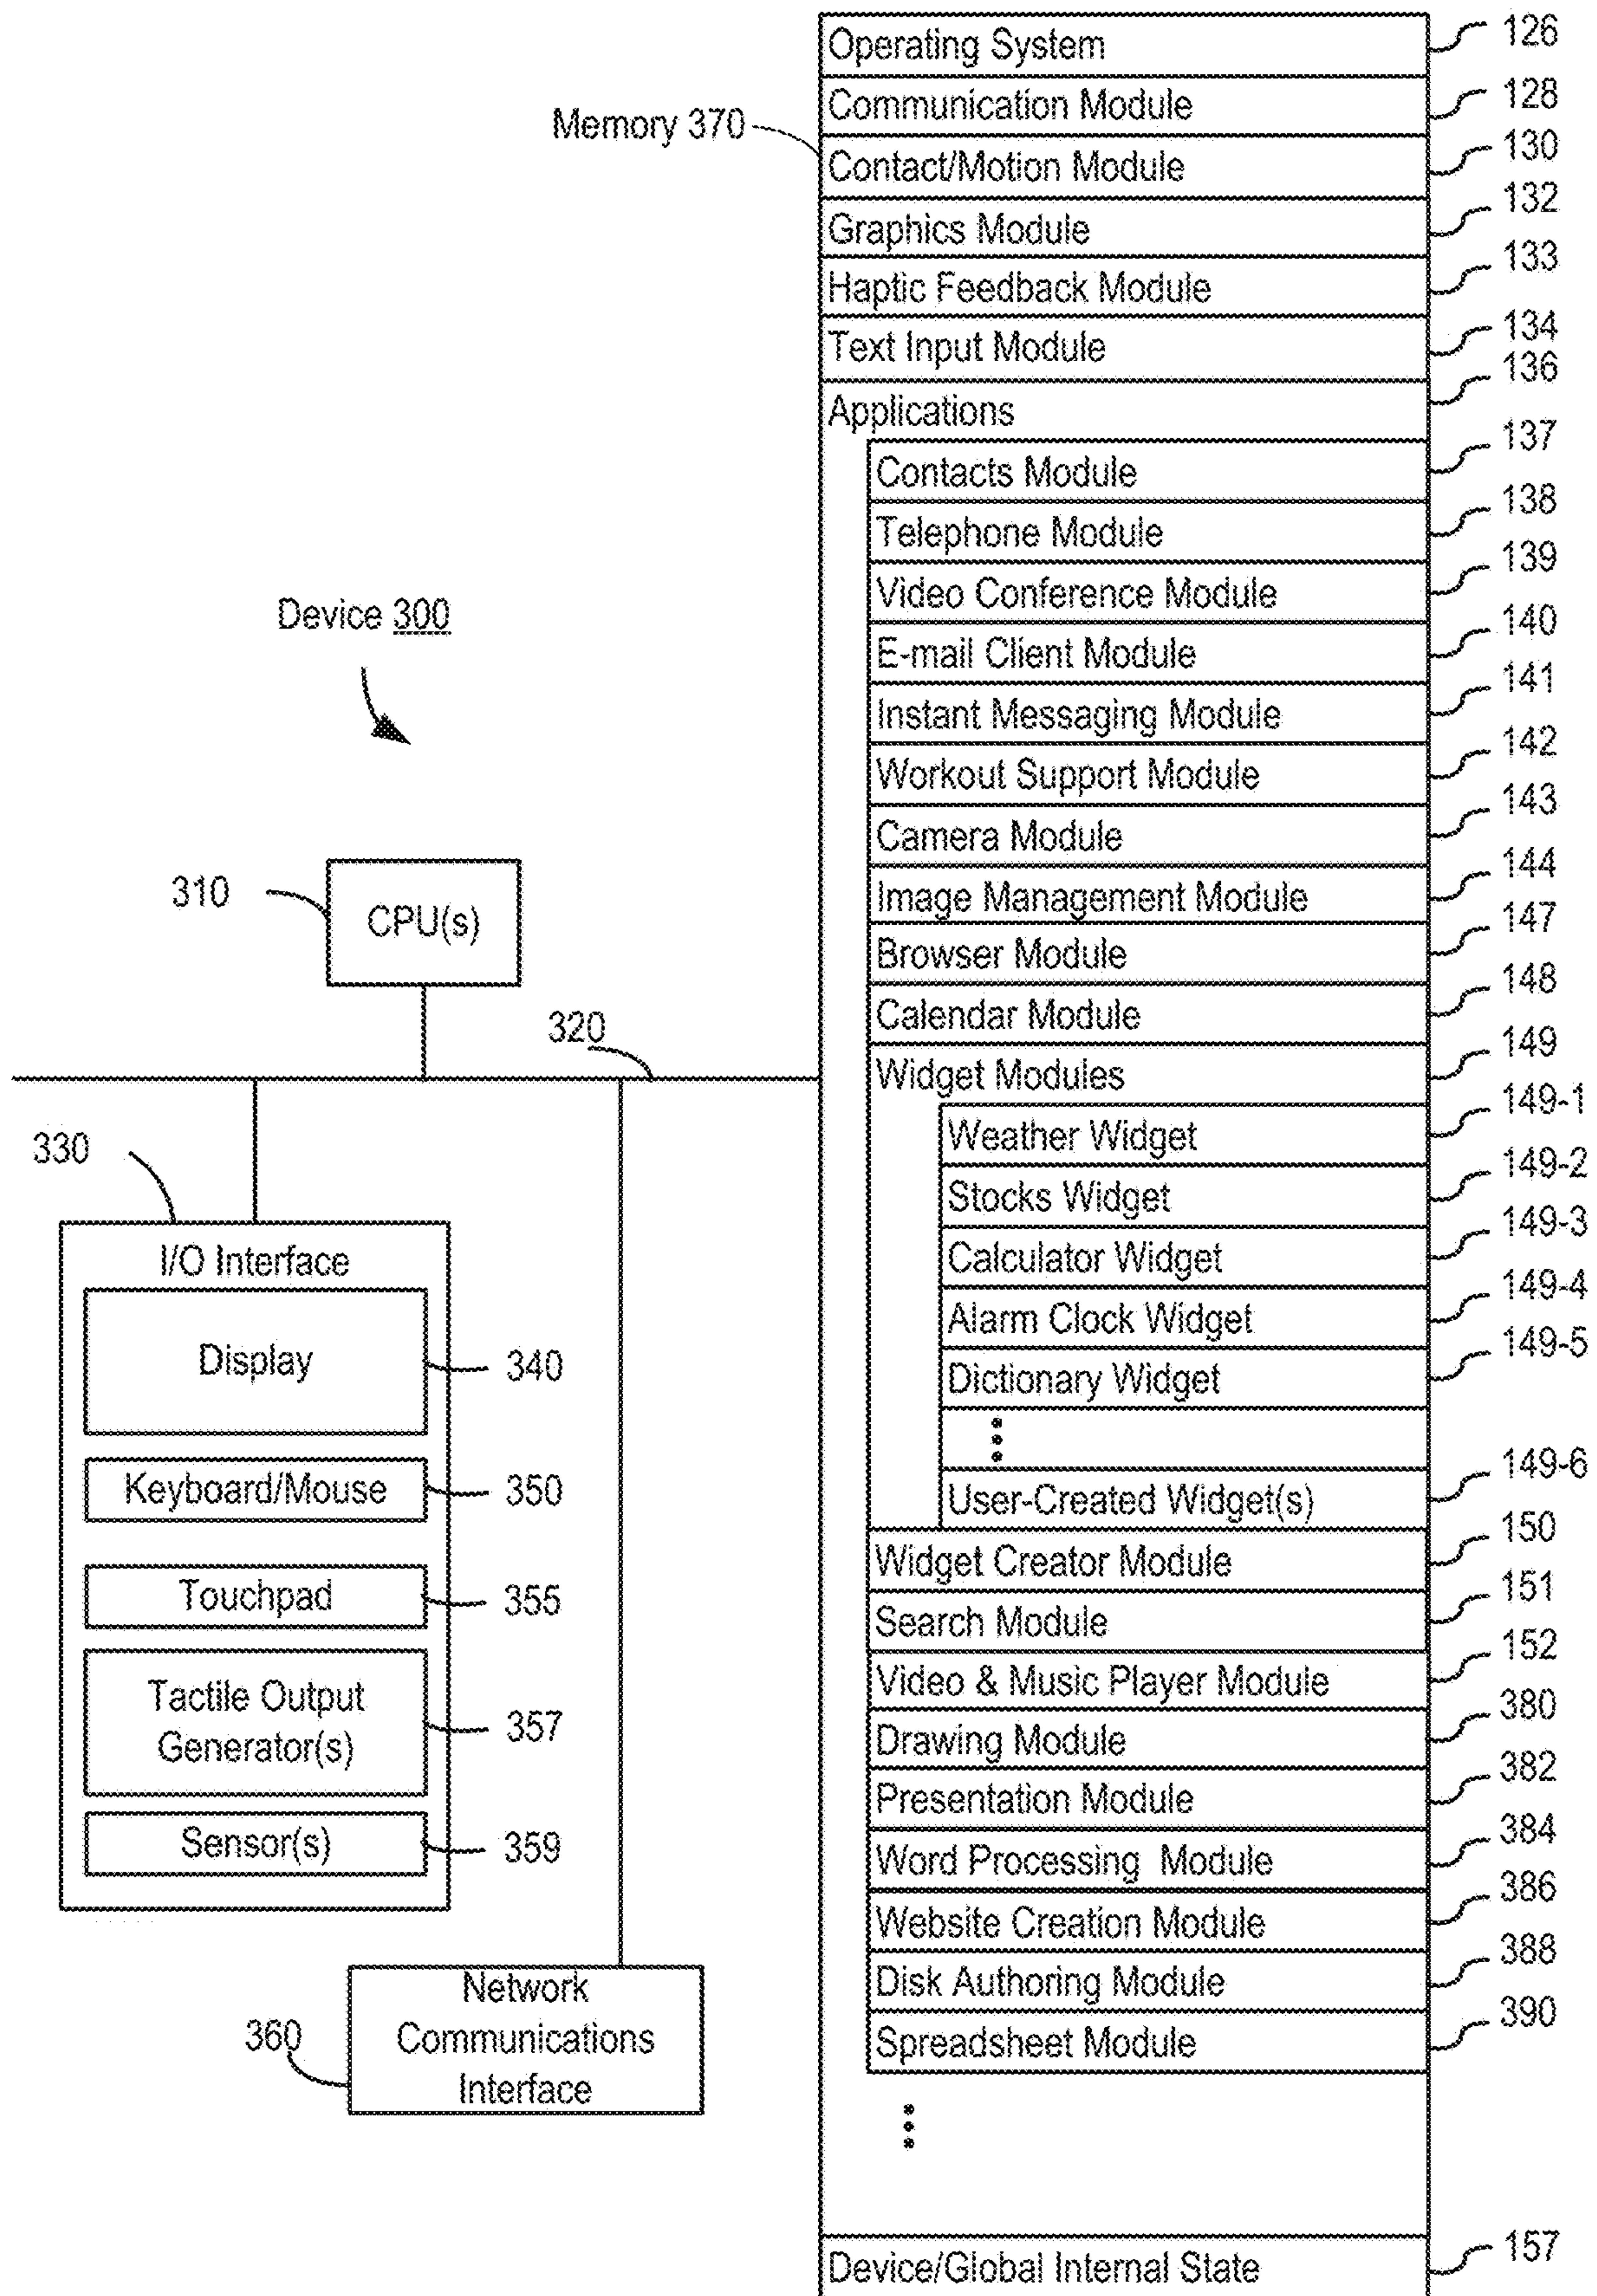 Operating System 126
Communication Module 128
Memory 370
Contact/Motion Module 130
Graphics Module 132
Haptic Feedback Module 133
Text Input Module 134
Applications 136
Contacts Module 137
Telephone Module 138
Video Conference Module 139
E-mail Client Module 140
Instant Messaging Module 141
Workout Support Module 142
Camera Module 143
Image Management Module 144
Browser Module 147
Calendar Module 148
Widget Modules 149
Weather Widget 149-1
Stocks Widget 149-2
Calculator Widget 149-3
Alarm Clock Widget 149-4
Dictionary Widget 149-5
User-Created Widget(s) 149-6
Widget Creator Module 150
Search Module 151
Video & Music Player Module 152
Drawing Module 380
Presentation Module 382
Word Processing Module 384
Website Creation Module 386
Disk Authoring Module 388
Spreadsheet Module 390
Device/Global Internal State 157
Device 300
310
CPU(s)
320
330
I/O Interface
Display 340
Keyboard/Mouse 350
Touchpad 355
Tactile Output
Generator(s) 357
Sensor(s) 359
360
Network
Communications
Interface